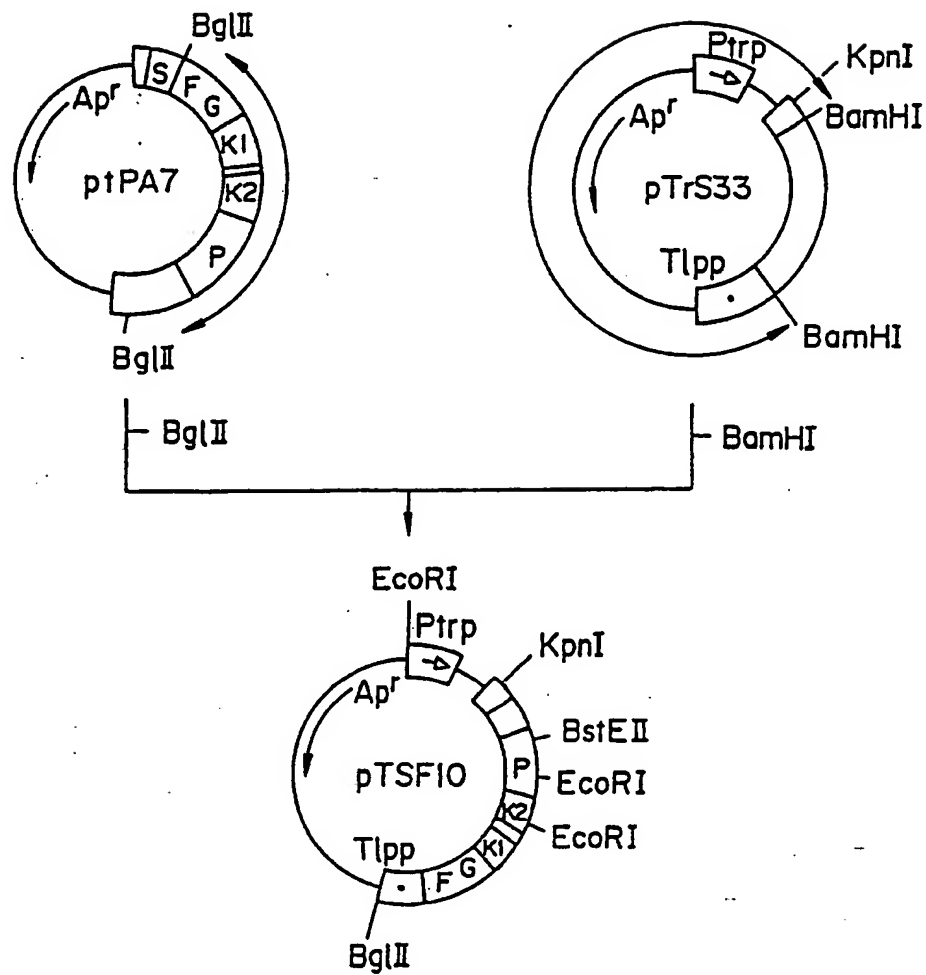 BglII
S
F
G
K1
K2
P
Apʳ
ptPA7
BglII
Ptrp
KpnI
BamHI
Apʳ
pTrS33
Tlpp
BamHI
BglII
BamHI
EcoRI
Ptrp
KpnI
Apʳ
BstEII
pTSF10
P
EcoRI
K2
EcoRI
K1
Tlpp
F
G
BglII